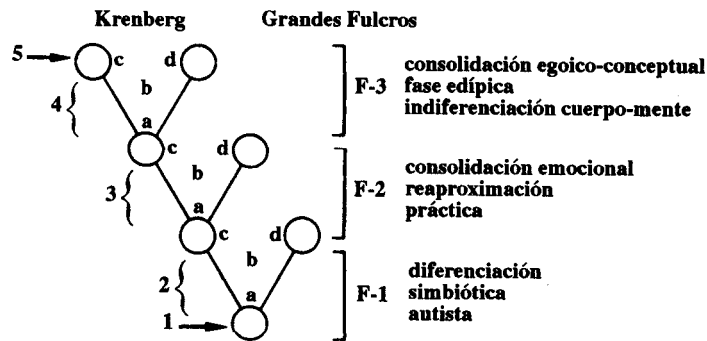 Krenberg Grandes Fulcros
5 c d
b
4
a
F-3
consolidación egoico-conceptual
fase edípica
indiferenciación cuerpo-mente
c d
b
3
a
F-2
consolidación emocional
reaproximación
práctica
c d
b
2
a
1
F-1
diferenciación
simbiótica
autista